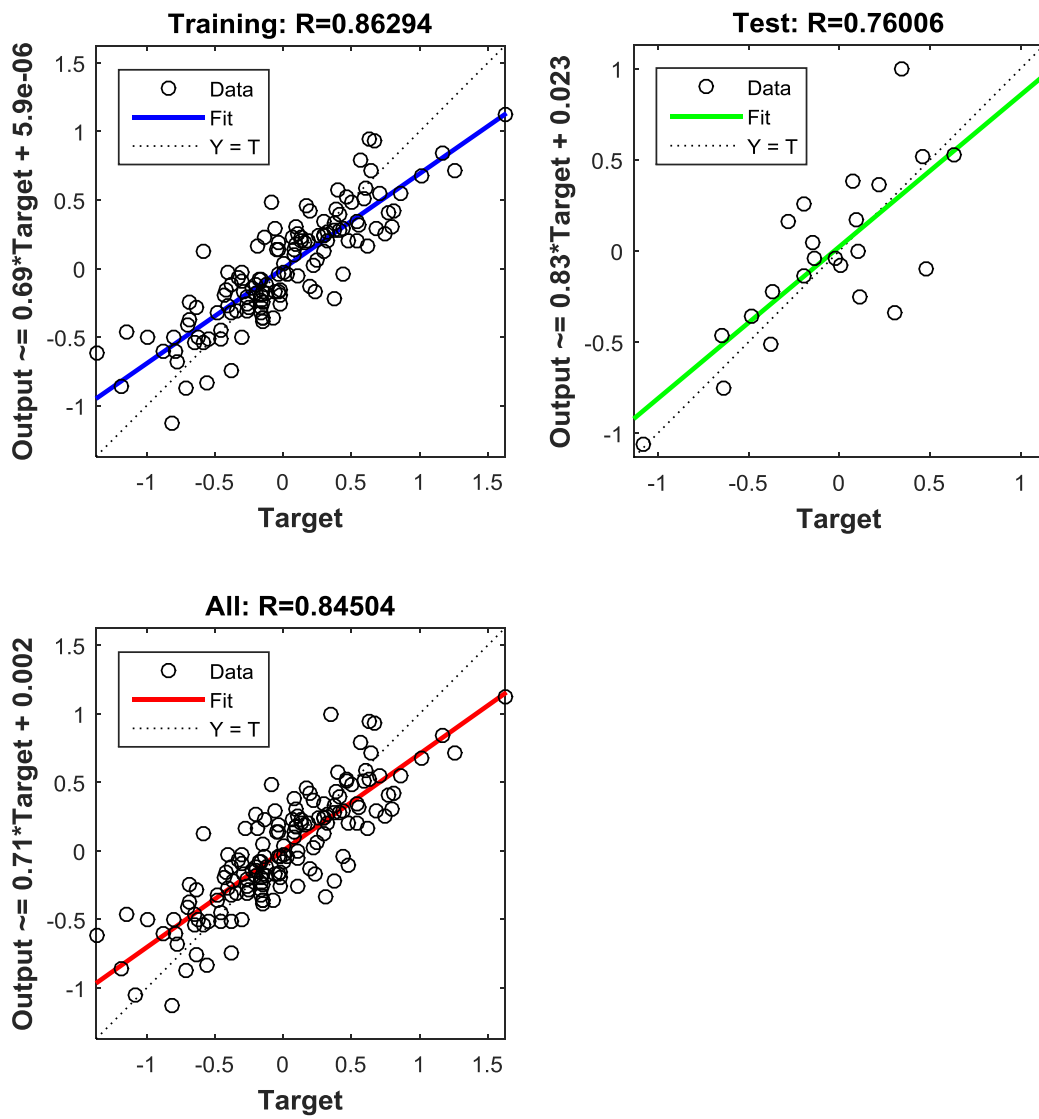 Training: R=0.86294
Output ~= 0.69*Target + 5.9e-06
1.5
1
0.5
0
-0.5
-1
Data
Fit
Y = T
-1
-0.5
0
0.5
1
1.5
Target
Test: R=0.76006
Output ~= 0.83*Target + 0.023
1
0.5
0
-0.5
-1
Data
Fit
Y = T
-1
-0.5
0
0.5
1
Target
All: R=0.84504
Output ~= 0.71*Target + 0.002
1.5
1
0.5
0
-0.5
-1
Data
Fit
Y = T
-1
-0.5
0
0.5
1
1.5
Target